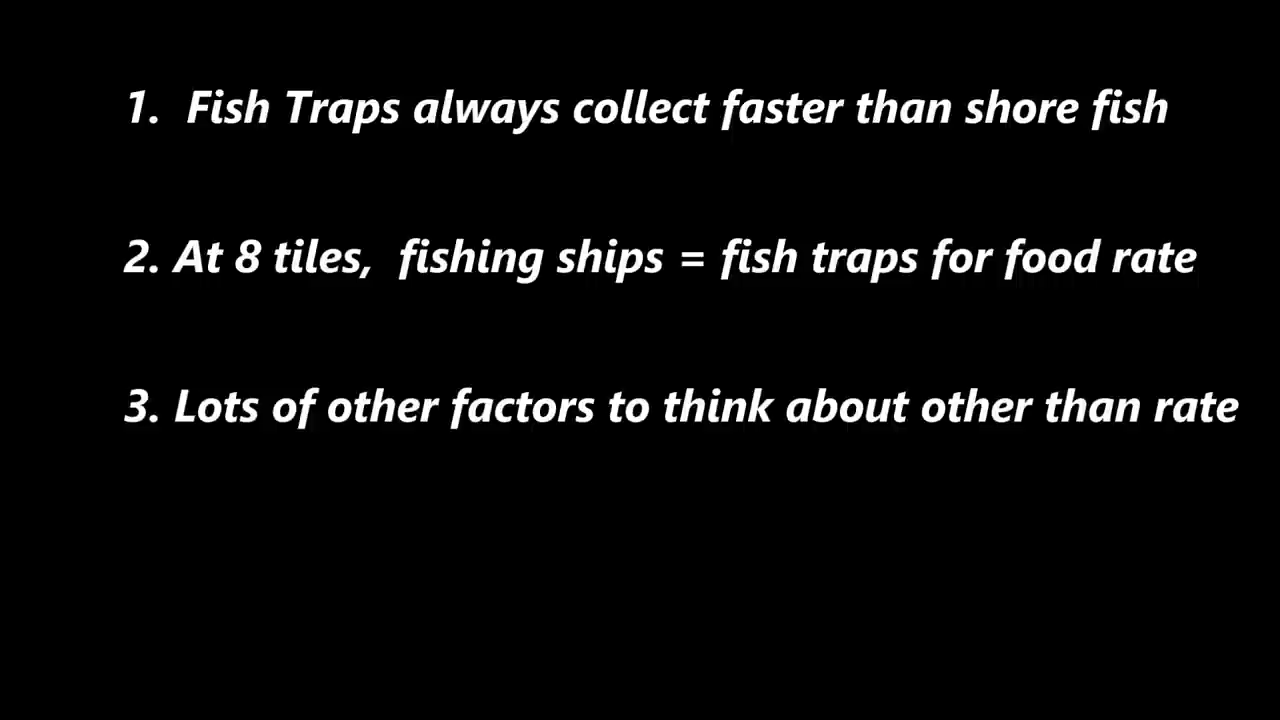 1. Fish Traps always collect faster than shore fish
2. At 8 tiles, fishing ships = fish traps for food rate
3. Lots of other factors to think about other than rate